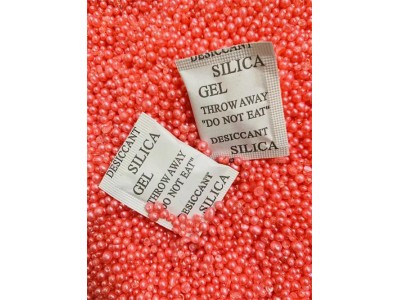 DESICCANT
SILICA
GEL
THROW AWAY
"DO NOT EAT"
DESICCANT
SILICA
DESICCANT
SILICA
GEL
THROW AWAY
"DO NOT EAT"
DESICCANT
SILICA